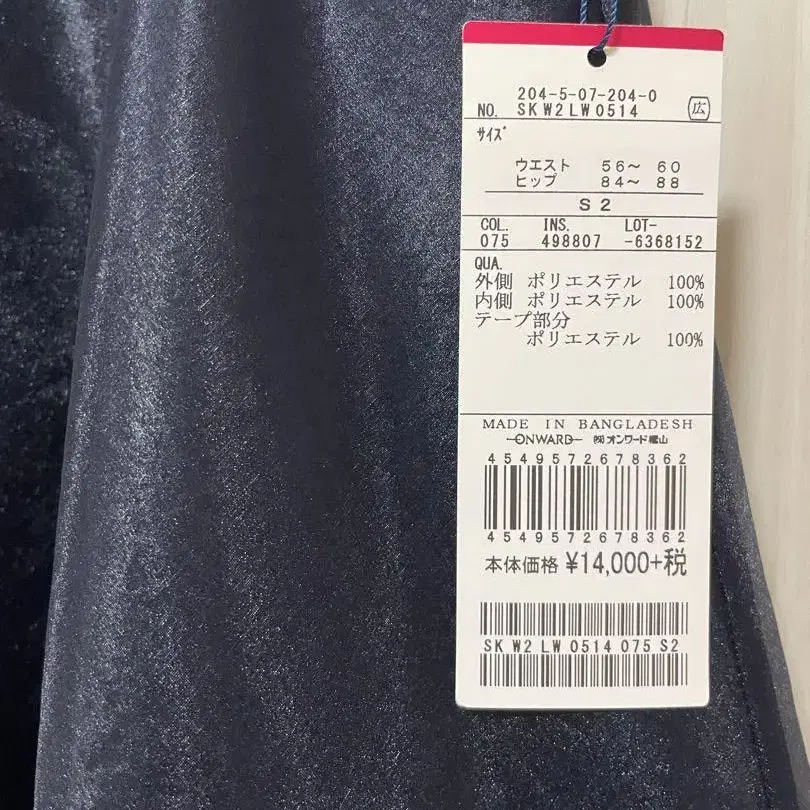 204-5-07-204-0
NO. SK W2 LW 0514 広
サイズ
ウエスト 56～ 60
ヒップ 84～ 88
S 2
COL. INS. LOT-
075 498807 -6368152
QUA.
外側 ポリエステル 100%
内側 ポリエステル 100%
テープ部分
ポリエステル 100%
MADE IN BANGLADESH
ONWARD ㈱オンワード樫山
4549572678362
4549572678362
本体価格 ¥14,000+税
SK W2 LW 0514 075 S2